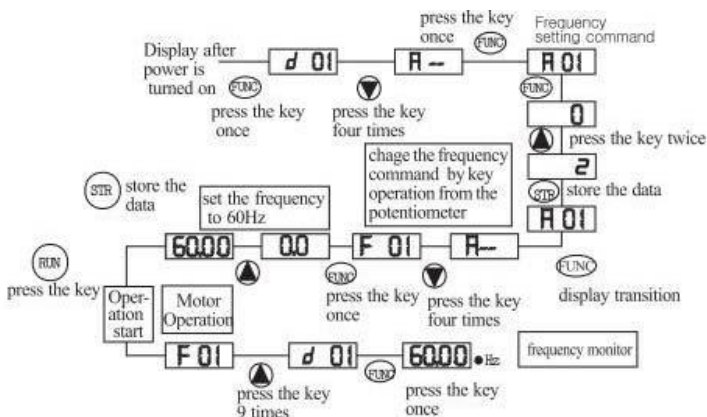 press the key
once
FUNC
Frequency
setting command
Display after
power is
turned on
d 01
A --
A 01
FUNC
press the key
once
press the key
four times
FUNC
0
press the key twice
2
STR
store the data
A 01
chage the frequency
command by key
operation from the
potentiometer
STR
store the
data
set the frequency
to 60Hz
60.00
0.0
F 01
A--
FUNC
display transition
RUN
press the key
FUNC
press the key
once
press the key
four times
Oper-
ation
start
Motor
Operation
F 01
d 01
60.00
Hz
frequency monitor
press the key
9 times
FUNC
press the key
once